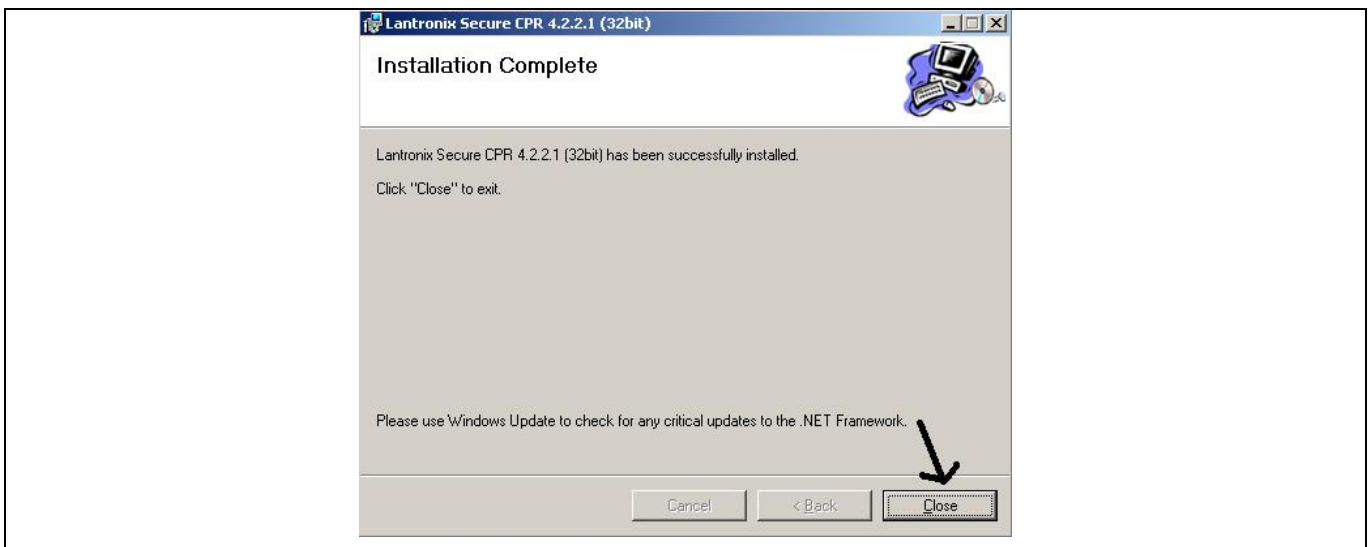 Lantronix Secure CPR 4.2.2.1 (32bit)
Installation Complete
Lantronix Secure CPR 4.2.2.1 (32bit) has been successfully installed.
Click "Close" to exit.
Please use Windows Update to check for any critical updates to the .NET Framework.
Cancel < Back Close